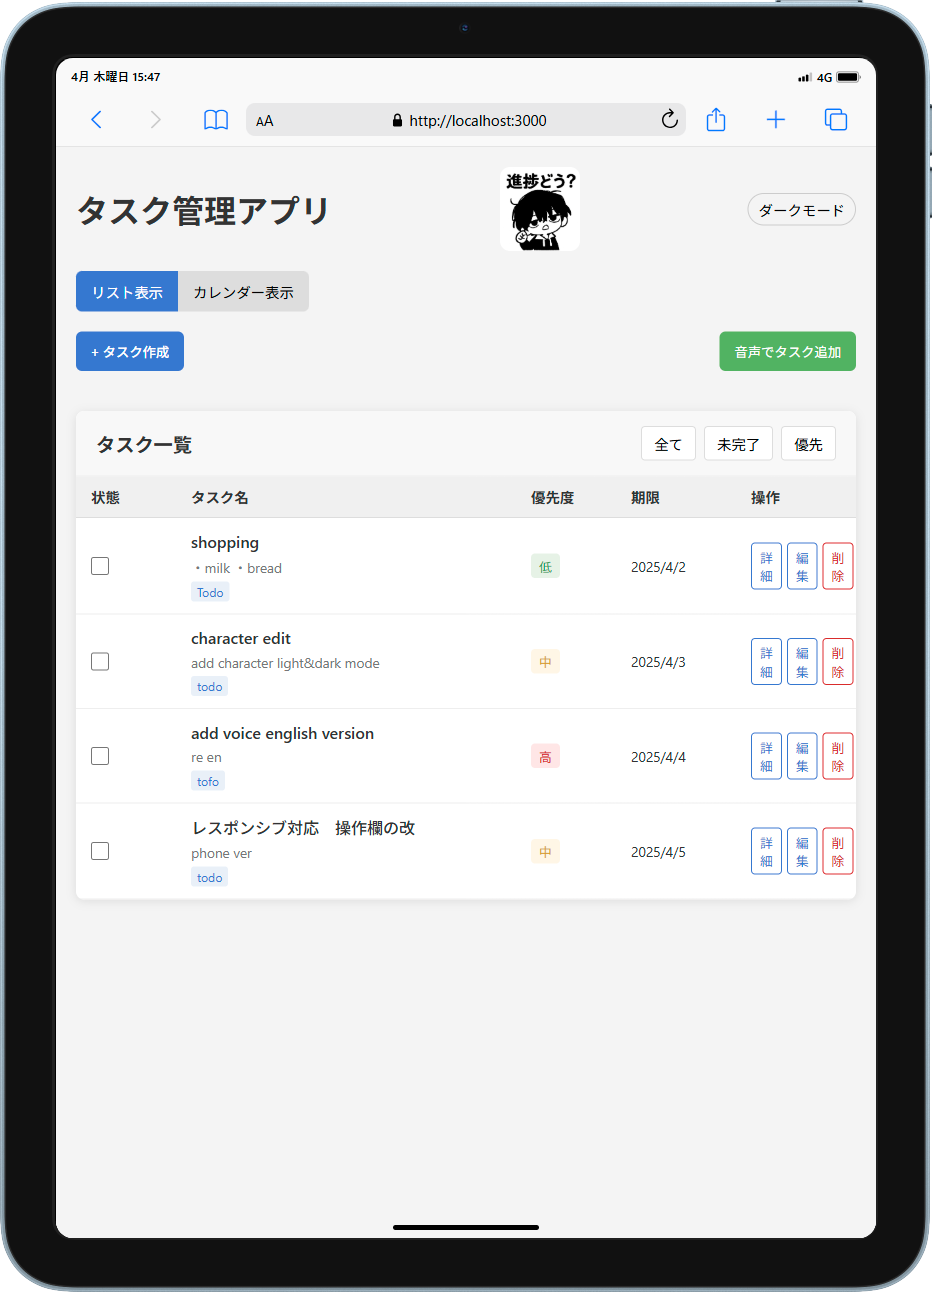 4月 木曜日 15:47
4G
AA
http://localhost:3000
タスク管理アプリ
進捗どう?
ダークモード
リスト表示 カレンダー表示
+ タスク作成
音声でタスク追加
タスク一覧
全て 未完了 優先
状態 タスク名 優先度 期限 操作
shopping
・milk ・bread
Todo
低
2025/4/2
詳細 編集 削除
character edit
add character light&dark mode
todo
中
2025/4/3
詳細 編集 削除
add voice english version
re en
tofo
高
2025/4/4
詳細 編集 削除
レスポンシブ対応　操作欄の改
phone ver
todo
中
2025/4/5
詳細 編集 削除